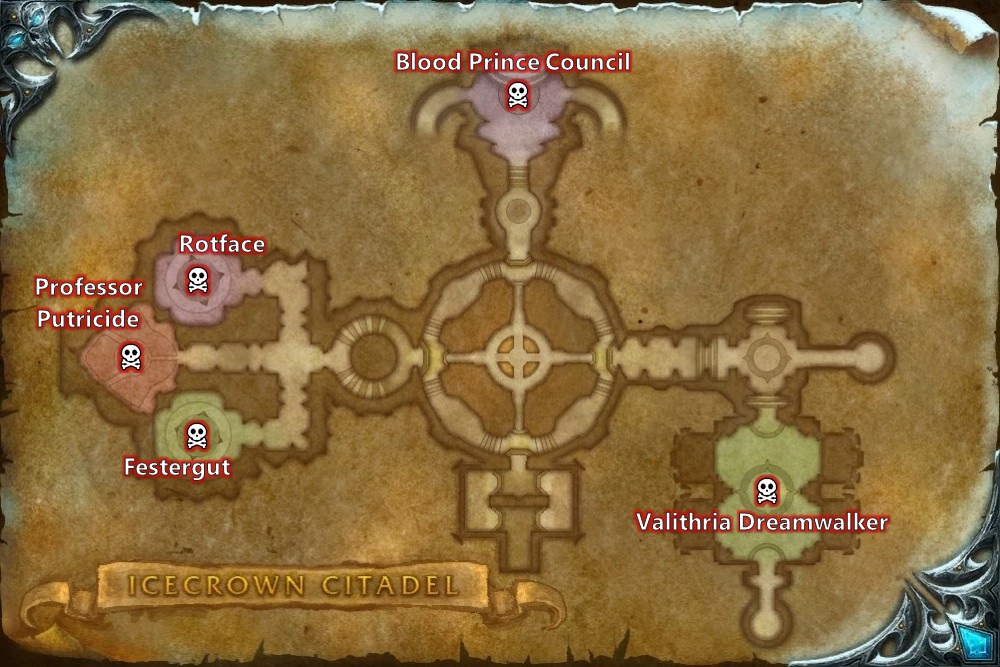 Blood Prince Council
Rotface
Professor
Putricide
Festergut
Valithria Dreamwalker
ICECROWN CITADEL